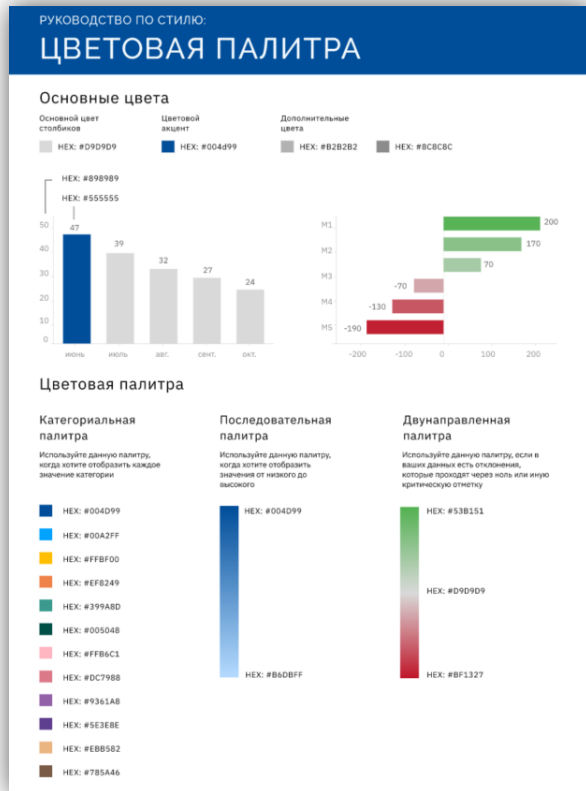 РУКОВОДСТВО ПО СТИЛЮ:
ЦВЕТОВАЯ ПАЛИТРА
Основные цвета
Основной цвет
столбиков
HEX: #D9D9D9
Цветовой
акцент
HEX: #004d99
Дополнительные
цвета
HEX: #B2B2B2
HEX: #8C8C8C
HEX: #898989
HEX: #555555
50
40
30
20
10
0
47
39
32
27
24
июнь
июль
авг.
сент.
окт.
M1
M2
M3
M4
M5
200
170
70
-70
-130
-190
-200
-100
0
100
200
Цветовая палитра
Категориальная
палитра
Используйте данную палитру,
когда хотите отобразить каждое
значение категории
HEX: #004D99
HEX: #00A2FF
HEX: #FFBF00
HEX: #EF8249
HEX: #399A8D
HEX: #005048
HEX: #FFB6C1
HEX: #DC7988
HEX: #9361A8
HEX: #5E3E8E
HEX: #EBB582
HEX: #785A46
Последовательная
палитра
Используйте данную палитру,
когда хотите отобразить
значения от низкого до
высокого
HEX: #004D99
HEX: #B6DBFF
Двунаправленная
палитра
Используйте данную палитру, если в
ваших данных есть отклонения,
которые проходят через ноль или иную
критическую отметку
HEX: #53B151
HEX: #D9D9D9
HEX: #BF1327